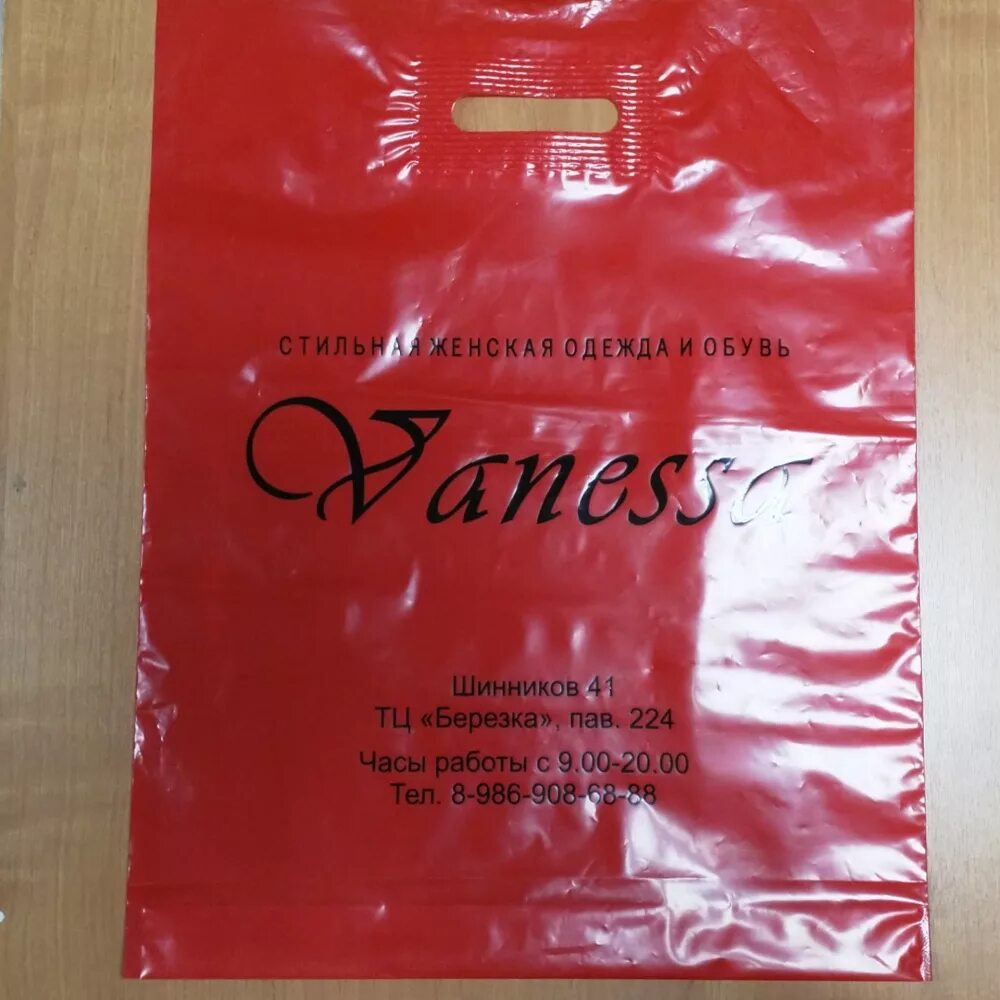 СТИЛЬНАЯ ЖЕНСКАЯ ОДЕЖДА И ОБУВЬ
Vanessa
Шинников 41
ТЦ «Березка», пав. 224
Часы работы с 9.00-20.00
Тел. 8-986-908-68-88